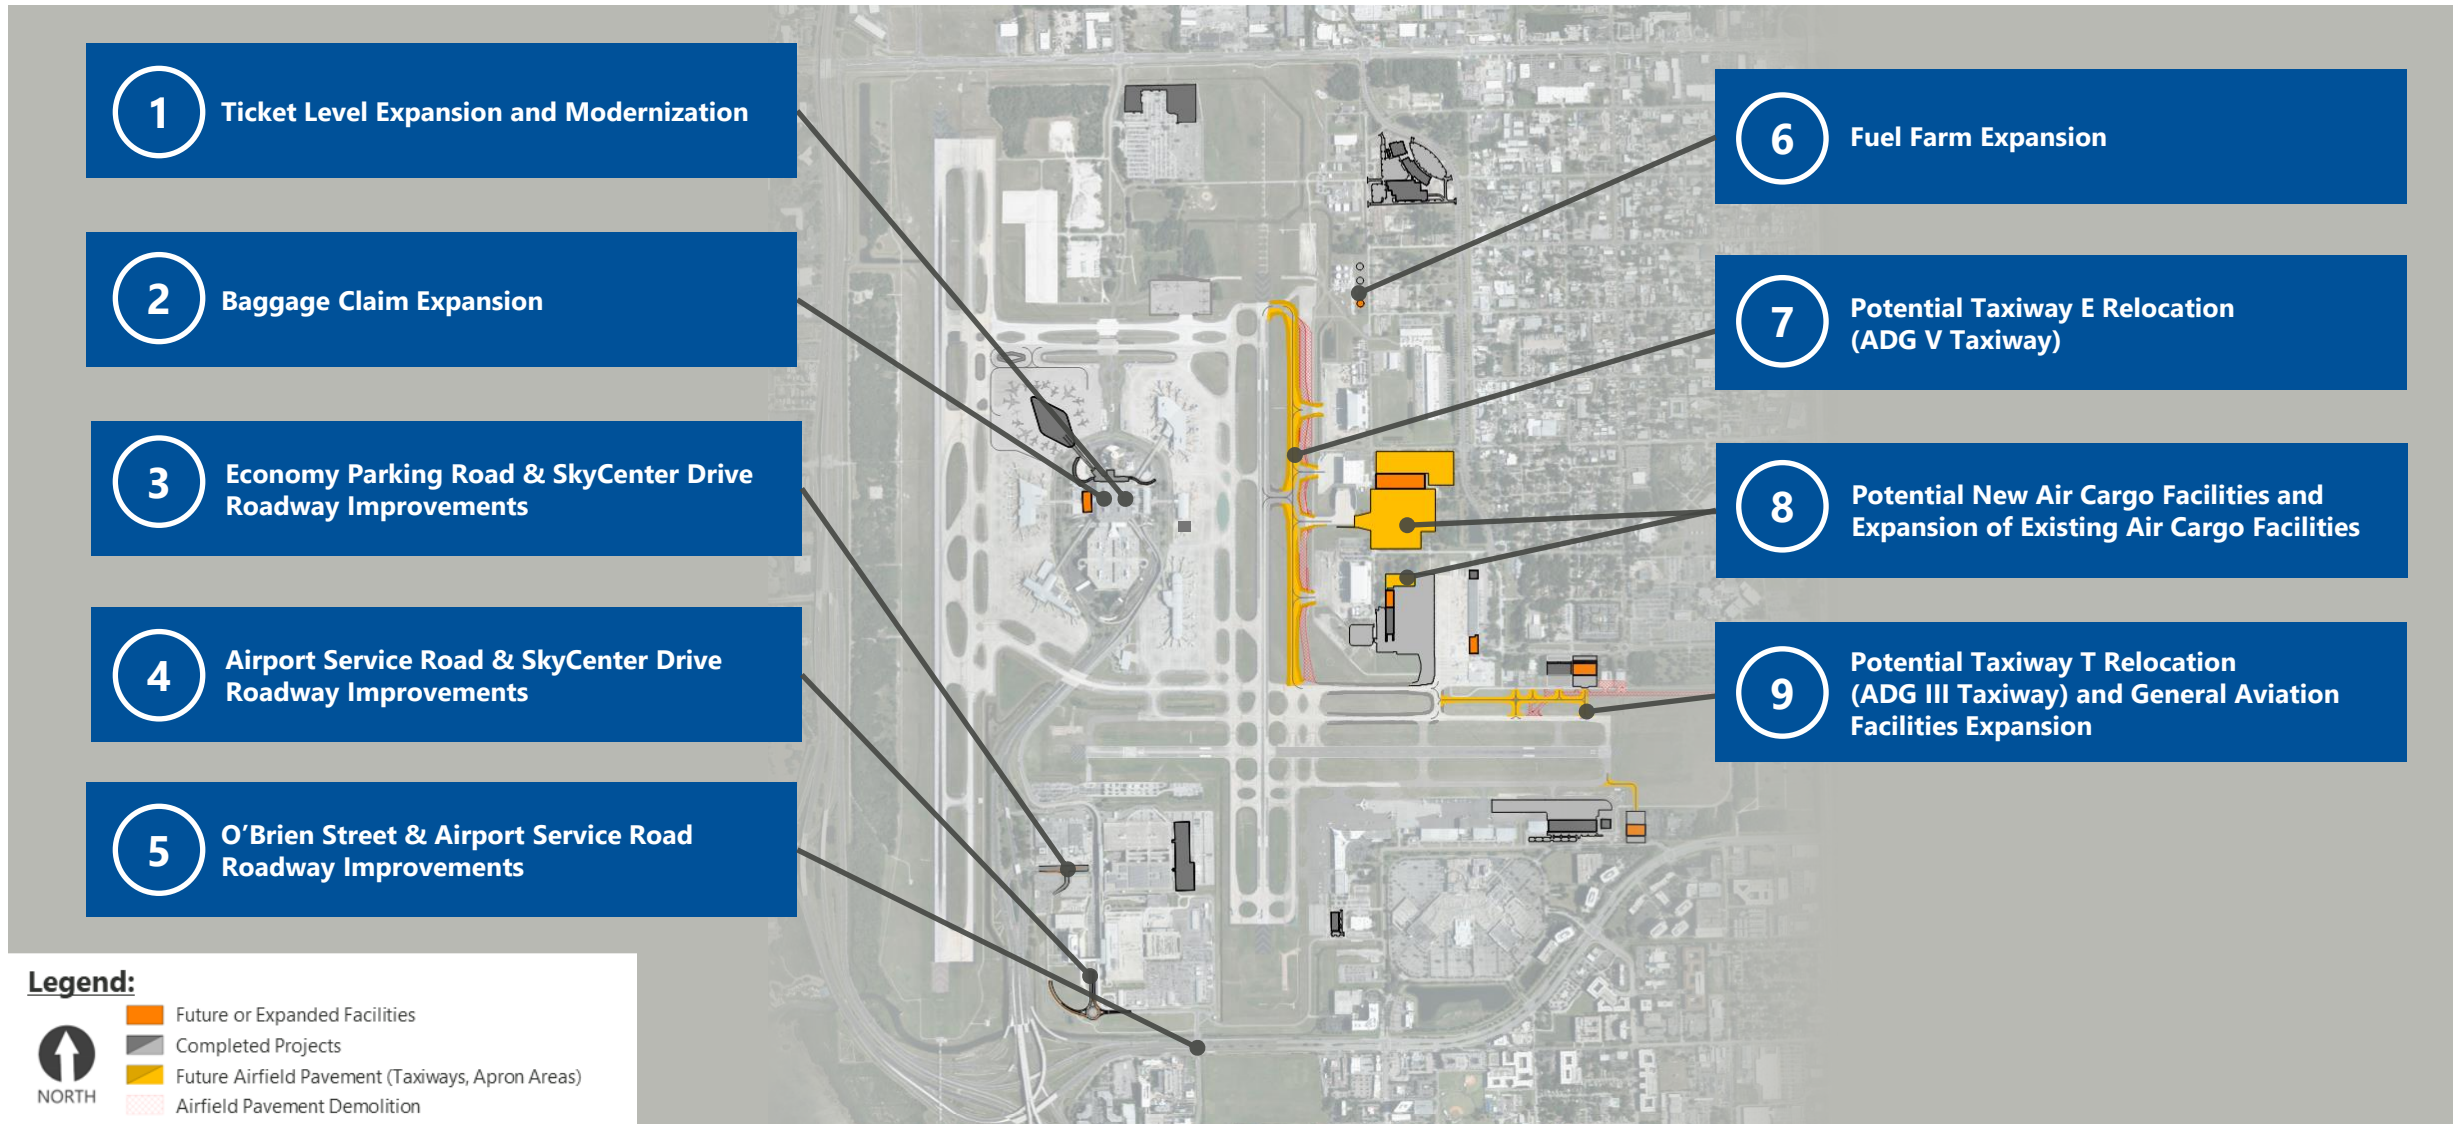 1
Ticket Level Expansion and Modernization
2
Baggage Claim Expansion
3
Economy Parking Road & SkyCenter Drive
Roadway Improvements
4
Airport Service Road & SkyCenter Drive
Roadway Improvements
5
O’Brien Street & Airport Service Road
Roadway Improvements
6
Fuel Farm Expansion
7
Potential Taxiway E Relocation
(ADG V Taxiway)
8
Potential New Air Cargo Facilities and
Expansion of Existing Air Cargo Facilities
9
Potential Taxiway T Relocation
(ADG III Taxiway) and General Aviation
Facilities Expansion
Legend:
Future or Expanded Facilities
Completed Projects
Future Airfield Pavement (Taxiways, Apron Areas)
Airfield Pavement Demolition
NORTH